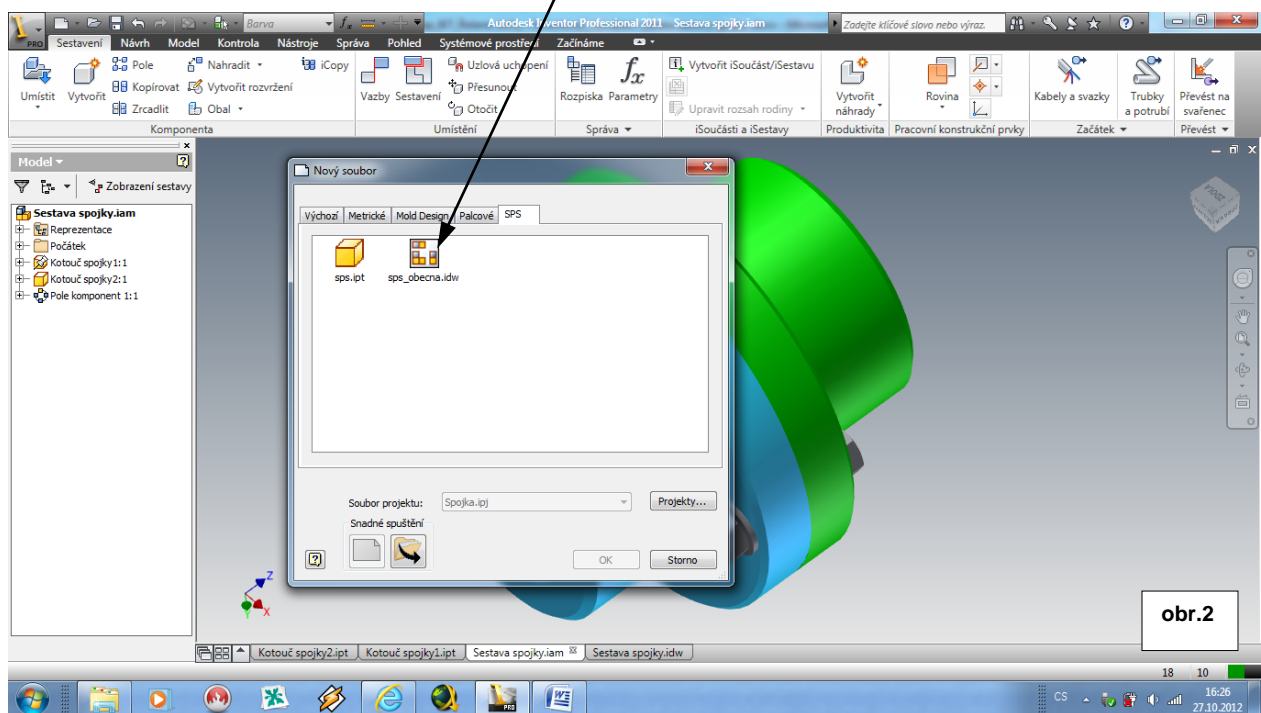 Barva
Autodesk Inventor Professional 2011 Sestava spojky.iam
Zadejte klíčové slovo nebo výraz.
PRO
Sestavení Návrh Model Kontrola Nástroje Správa Pohled Systémové prostředí Začínáme
Umístit
Vytvořit
Pole
Kopírovat
Zrcadlit
Nahradit
Vytvořit rozvržení
Obal
iCopy
Komponenta
Vazby
Sestavení
Uzlová uchopení
Přesunout
Otočit
Umístění
Rozpiska
Parametry
Správa
Vytvořit iSoučást/iSestavu
Upravit rozsah rodiny
iSoučásti a iSestavy
Vytvořit
náhrady
Produktivita
Rovina
Pracovní konstrukční prvky
Kabely a svazky
Trubky
a potrubí
Začátek
Převést na
svařenec
Převést
Model
Zobrazení sestavy
Sestava spojky.iam
Reprezentace
Počátek
Kotouč spojky1:1
Kotouč spojky2:1
Pole komponent 1:1
Nový soubor
Výchozí Metrické Mold Design Palcové SPS
sps.ipt sps_obecna.idw
Soubor projektu: Spojka.ipj Projekty...
Snadné spuštění
OK Storno
Z
Y
X
obr.2
Kotouč spojky2.ipt Kotouč spojky1.ipt Sestava spojky.iam Sestava spojky.idw
18 10
PRO
CS
16:26
27.10.2012